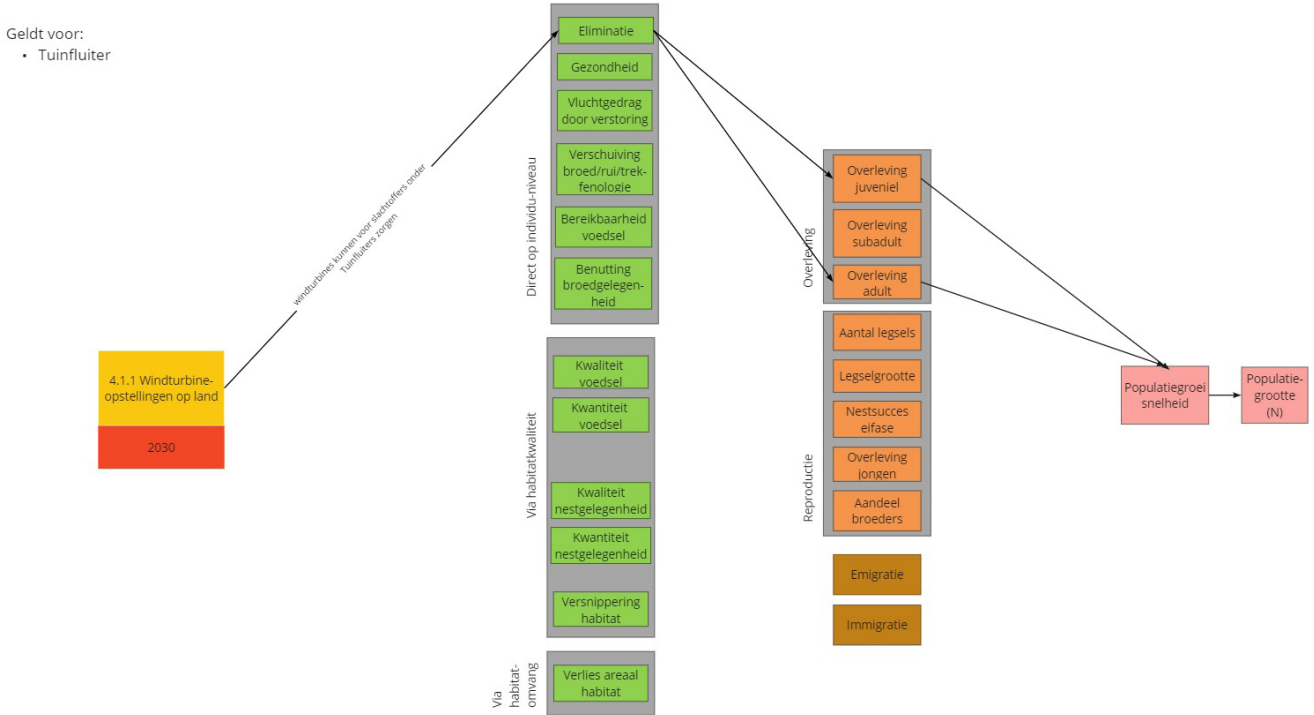 Geldt voor:
• Tuinfluiter
4.1.1 Windturbine-
opstellingen op land
2030
windturbines kunnen voor slachtoffers onder
Tuinfluiters zorgen
Direct op individu-niveau
Eliminatie
Gezondheid
Vluchtgedrag
door verstoring
Verschuiving
broed/rui/trek-
fenologie
Bereikbaarheid
voedsel
Benutting
broedgelegen-
heid
Via habitatkwaliteit
Kwaliteit
voedsel
Kwantiteit
voedsel
Kwaliteit
nestgelegenheid
Kwantiteit
nestgelegenheid
Versnippering
habitat
Via
habitat-
omvang
Verlies areaal
habitat
Overleving
Overleving
juveniel
Overleving
subadult
Overleving
adult
Reproductie
Aantal legsels
Legselgrootte
Nestsucces
eifase
Overleving
jongen
Aandeel
broeders
Emigratie
Immigratie
Populatiegroei
snelheid
Populatie-
grootte
(N)